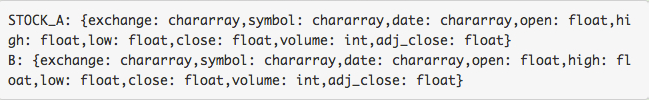 STOCK_A: {exchange: chararray,symbol: chararray,date: chararray,open: float,hi
gh: float,low: float,close: float,volume: int,adj_close: float}
B: {exchange: chararray,symbol: chararray,date: chararray,open: float,high: fl
oat,low: float,close: float,volume: int,adj_close: float}